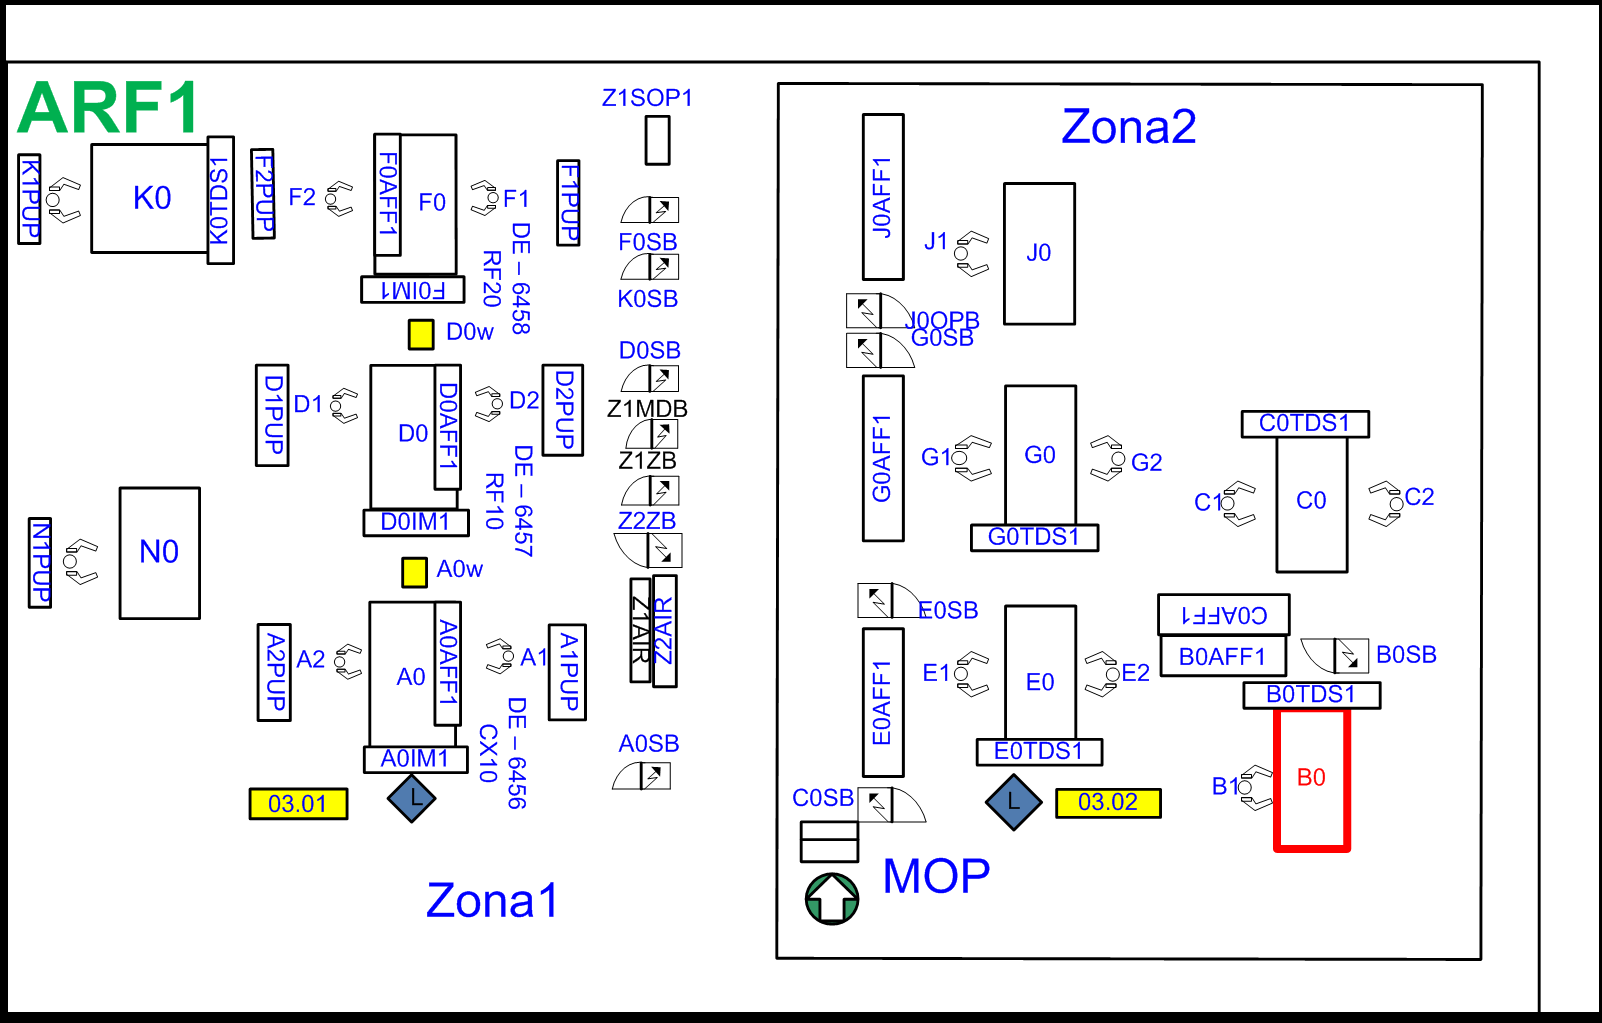 ARF1
Z1SOP1
Zona2
K1PUP
K0
K0TDS1
F2PUP
F2
F0AFF1
F0
F1
F1PUP
F0IM1
DE – 6458
RF20
F0SB
K0SB
D0w
D0SB
Z1MDB
Z1ZB
Z2ZB
D1PUP
D1
D0
D0AFF1
D2
D2PUP
D0IM1
DE – 6457
RF10
N1PUP
N0
A0w
Z1AIR
Z2AIR
A2PUP
A2
A0
A0AFF1
A1
A1PUP
A0IM1
DE – 6456
CX10
A0SB
03.01
L
Zona1
J0AFF1
J1
J0
J0OPB
G0SB
G0AFF1
G1
G0
G2
G0TDS1
C0TDS1
C1
C0
C2
E0SB
C0AFF1
B0AFF1
B0SB
E0AFF1
E1
E0
E2
E0TDS1
B0TDS1
B1
B0
C0SB
L
03.02
MOP